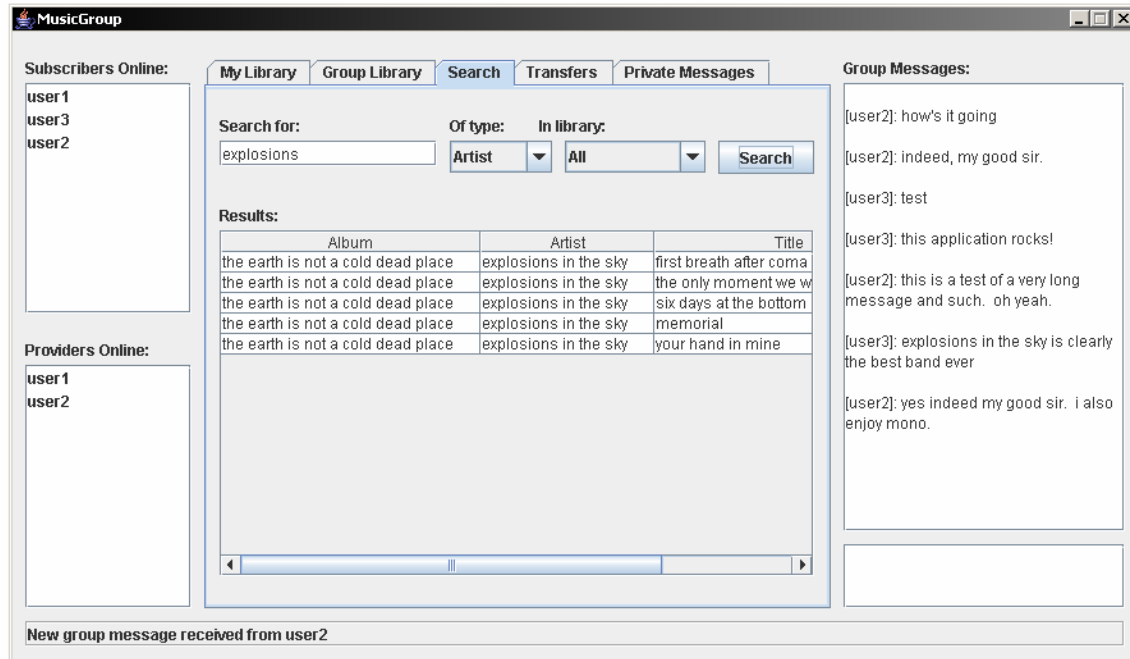 MusicGroup
Subscribers Online:
user1
user3
user2
Providers Online:
user1
user2
My Library Group Library Search Transfers Private Messages
Search for: Of type: In library:
explosions Artist All Search
Results:
Album Artist Title
the earth is not a cold dead place explosions in the sky first breath after coma
the earth is not a cold dead place explosions in the sky the only moment we w
the earth is not a cold dead place explosions in the sky six days at the bottom
the earth is not a cold dead place explosions in the sky memorial
the earth is not a cold dead place explosions in the sky your hand in mine
Group Messages:
[user2]: how's it going
[user2]: indeed, my good sir.
[user3]: test
[user3]: this application rocks!
[user2]: this is a test of a very long
message and such. oh yeah.
[user3]: explosions in the sky is clearly
the best band ever
[user2]: yes indeed my good sir. i also
enjoy mono.
New group message received from user2